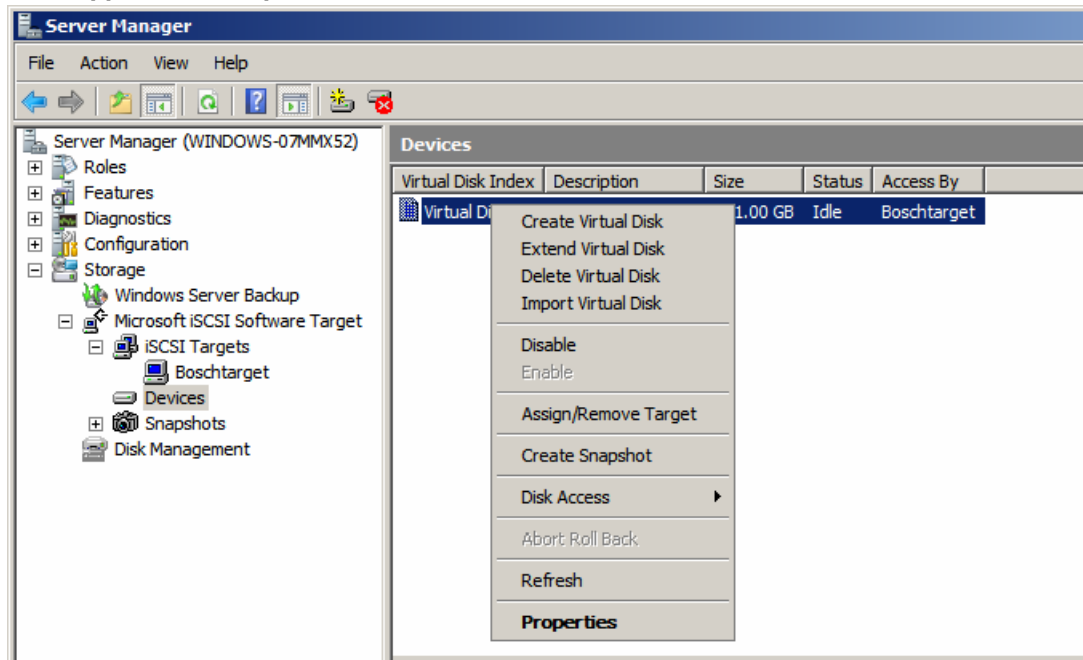 Server Manager
File Action View Help
Server Manager (WINDOWS-07MMX52)
Roles
Features
Diagnostics
Configuration
Storage
Windows Server Backup
Microsoft iSCSI Software Target
iSCSI Targets
Boschtarget
Devices
Snapshots
Disk Management
Devices
Virtual Disk Index Description Size Status Access By
Virtual Di 1.00 GB Idle Boschtarget
Create Virtual Disk
Extend Virtual Disk
Delete Virtual Disk
Import Virtual Disk
Disable
Enable
Assign/Remove Target
Create Snapshot
Disk Access
Abort Roll Back
Refresh
Properties